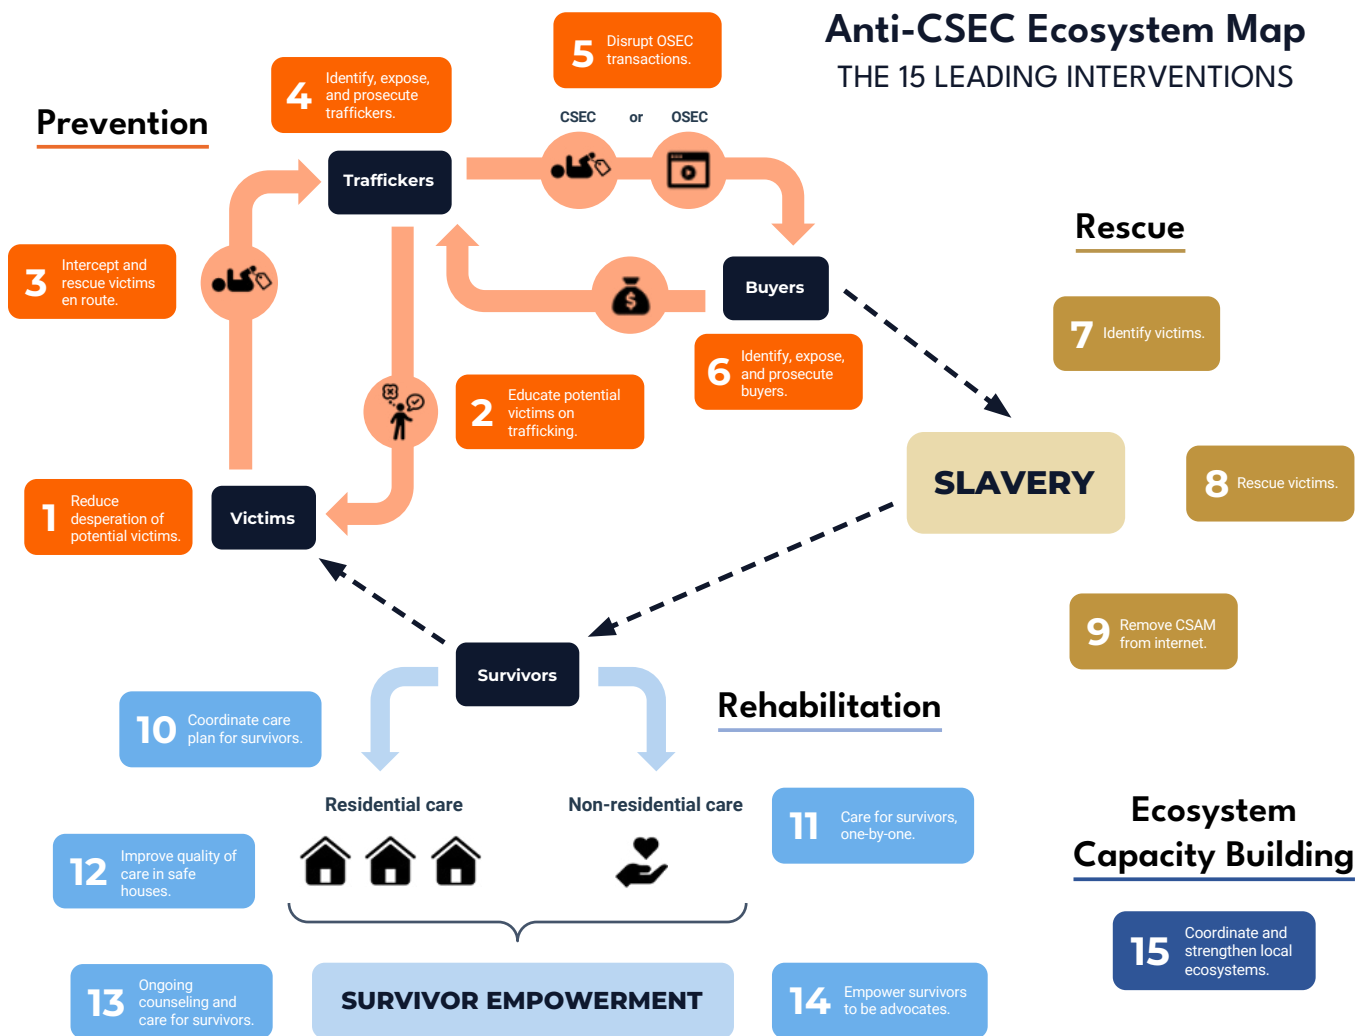 Anti-CSEC Ecosystem Map
THE 15 LEADING INTERVENTIONS
Prevention
5
Disrupt OSEC
transactions.
4
Identify, expose,
and prosecute
traffickers.
CSEC or OSEC
Traffickers
3
Intercept and
rescue victims
en route.
$
Buyers
6
Identify, expose,
and prosecute
buyers.
2
Educate potential
victims on
trafficking.
1
Reduce
desperation of
potential victims.
Victims
Rescue
7
Identify victims.
SLAVERY
8
Rescue victims.
9
Remove CSAM
from internet.
Survivors
Rehabilitation
10
Coordinate care
plan for survivors.
Residential care
Non-residential care
11
Care for survivors,
one-by-one.
12
Improve quality of
care in safe
houses.
13
Ongoing
counseling and
care for survivors.
SURVIVOR EMPOWERMENT
14
Empower survivors
to be advocates.
Ecosystem
Capacity Building
15
Coordinate and
strengthen local
ecosystems.